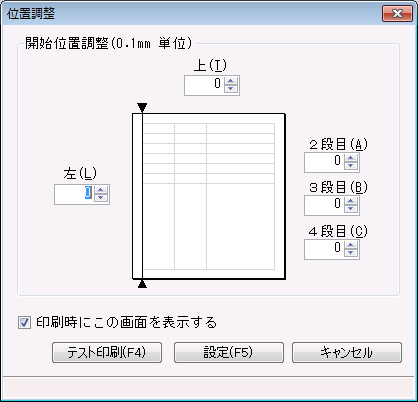 位置調整
開始位置調整(0.1mm 単位)
上(T)
0
左(L)
0
２段目(A)
0
３段目(B)
0
４段目(C)
0
印刷時にこの画面を表示する
テスト印刷(F4)
設定(F5)
キャンセル